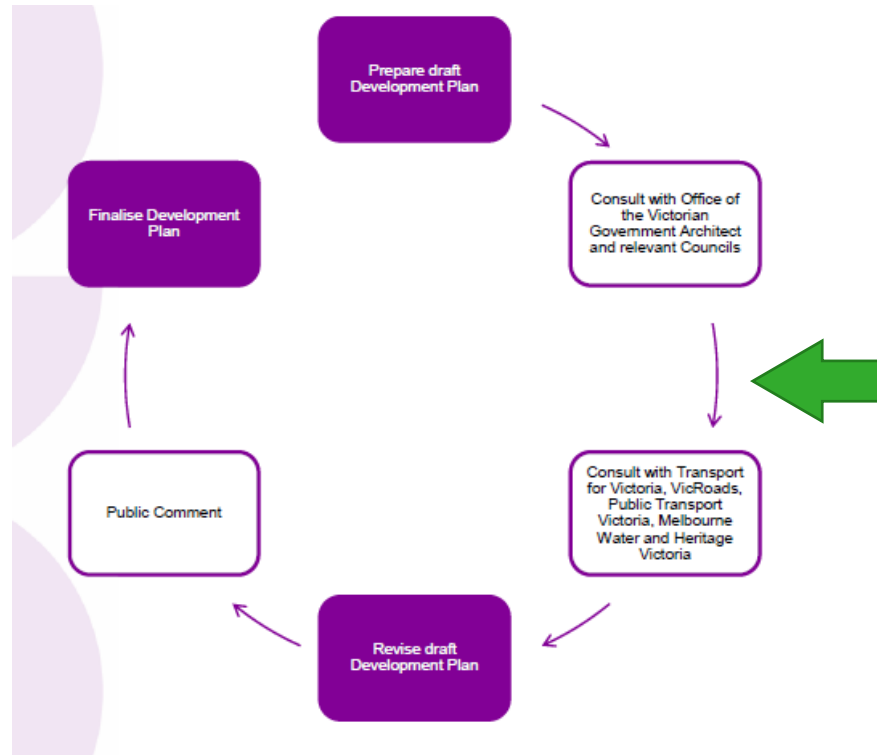 Prepare draft
Development Plan
Consult with Office of
the Victorian
Government Architect
and relevant Councils
Consult with Transport
for Victoria, VicRoads,
Public Transport
Victoria, Melbourne
Water and Heritage
Victoria
Revise draft
Development Plan
Public Comment
Finalise Development
Plan